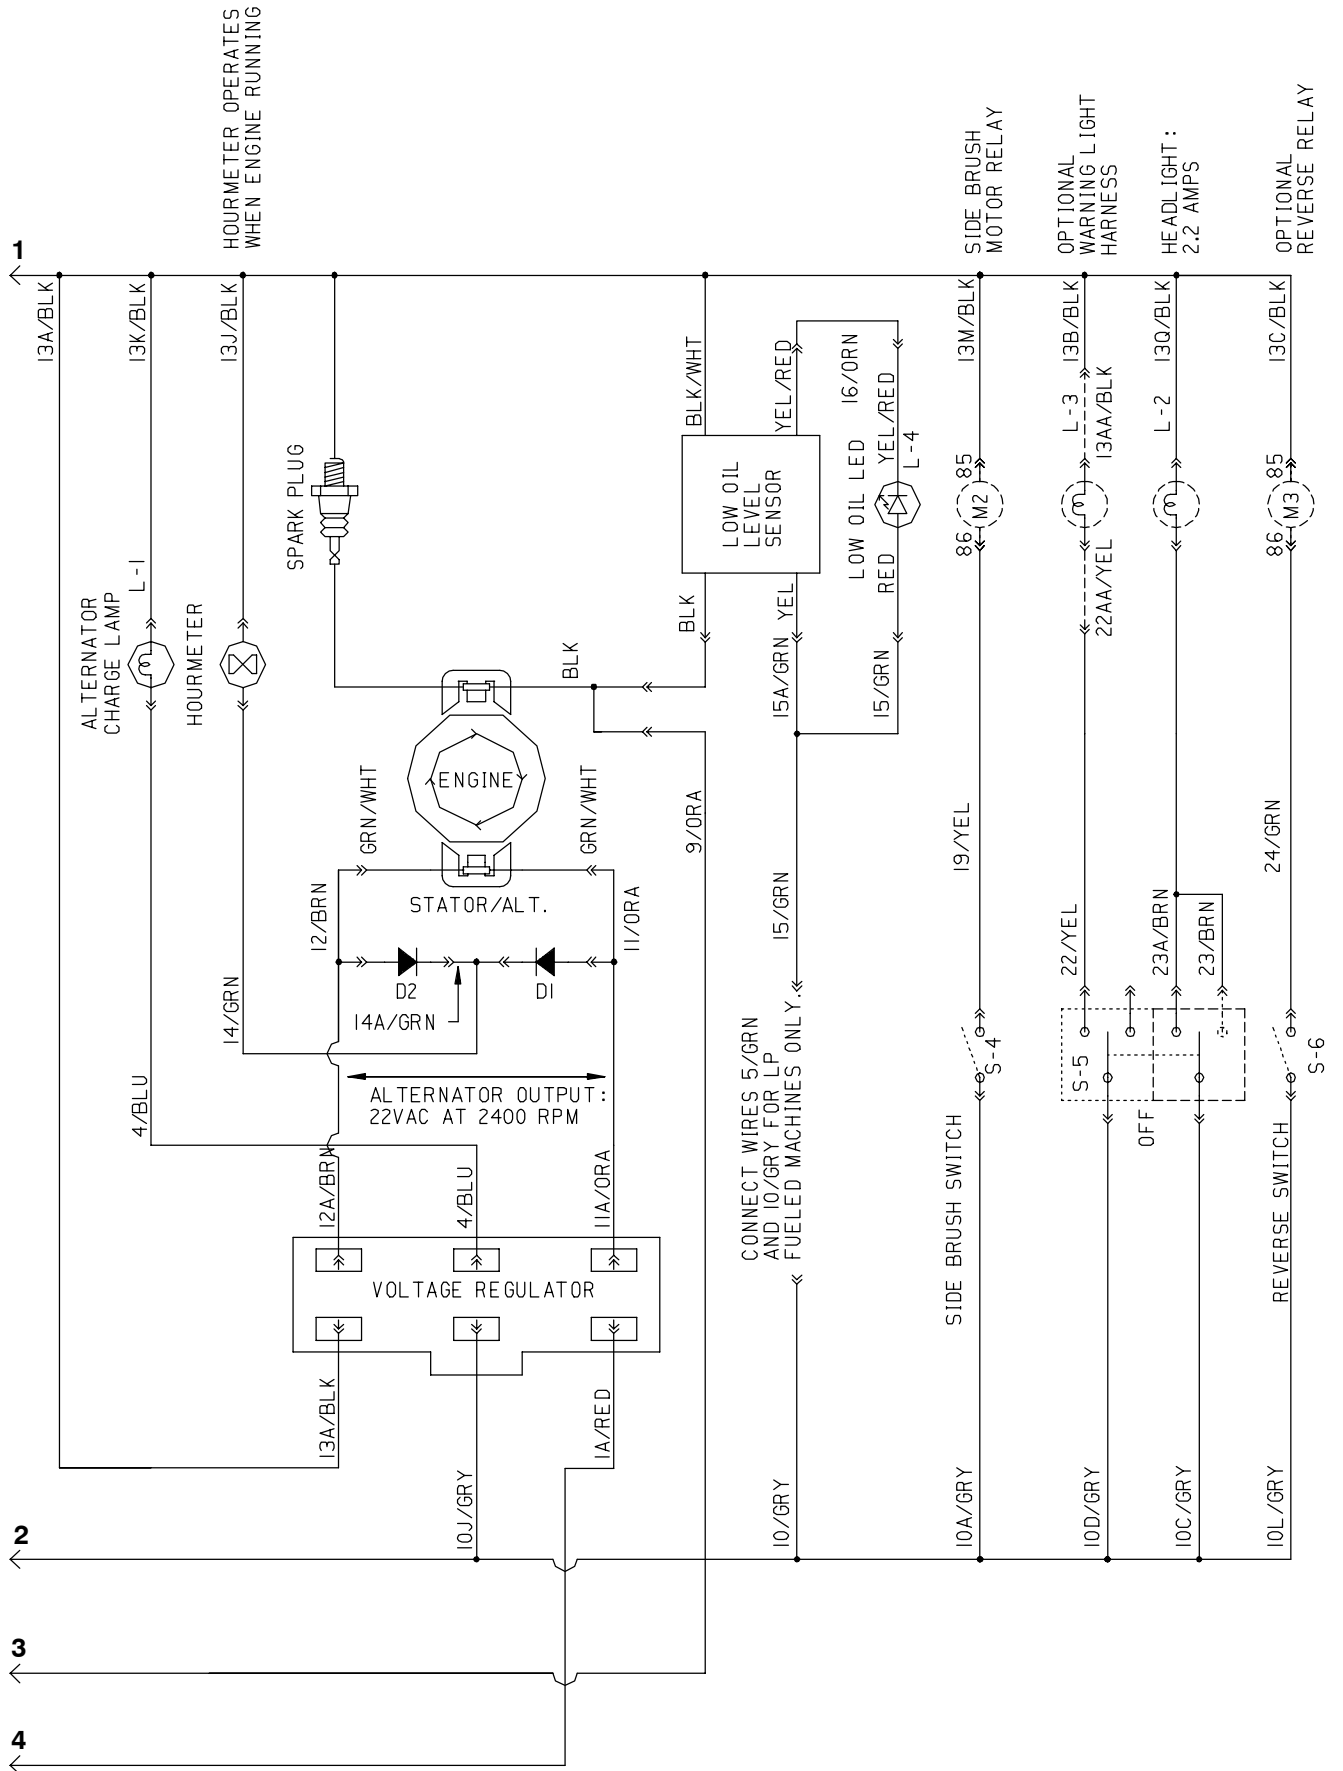 HOURMETER OPERATES
WHEN ENGINE RUNNING
SIDE BRUSH
MOTOR RELAY
OPTIONAL
WARNING LIGHT
HARNESS
HEADLIGHT:
2.2 AMPS
OPTIONAL
REVERSE RELAY
1
13A/BLK
13K/BLK
13J/BLK
BLK/WHT
YEL/RED
16/ORN
YEL/RED
13M/BLK
13B/BLK
13AA/BLK
13Q/BLK
13C/BLK
L-3
L-2
L-4
SPARK PLUG
LOW OIL
LEVEL
SENSOR
LOW OIL LED
RED
85
M2
86
85
M3
86
L-1
ALTERNATOR
CHARGE LAMP
HOURMETER
BLK
BLK
YEL
15A/GRN
15/GRN
22AA/YEL
ENGINE
GRN/WHT
GRN/WHT
9/ORA
19/YEL
24/GRN
STATOR/ALT.
12/BRN
11/ORA
15/GRN
22/YEL
23A/BRN
23/BRN
D2
D1
14A/GRN
14/GRN
S-4
S-5
S-6
OFF
ALTERNATOR OUTPUT:
22VAC AT 2400 RPM
CONNECT WIRES 5/GRN
AND 10/GRY FOR LP
FUELED MACHINES ONLY.
4/BLU
12A/BRN
4/BLU
11A/ORA
SIDE BRUSH SWITCH
REVERSE SWITCH
VOLTAGE REGULATOR
13A/BLK
1A/RED
10J/GRY
10/GRY
10A/GRY
10D/GRY
10C/GRY
10L/GRY
2
3
4